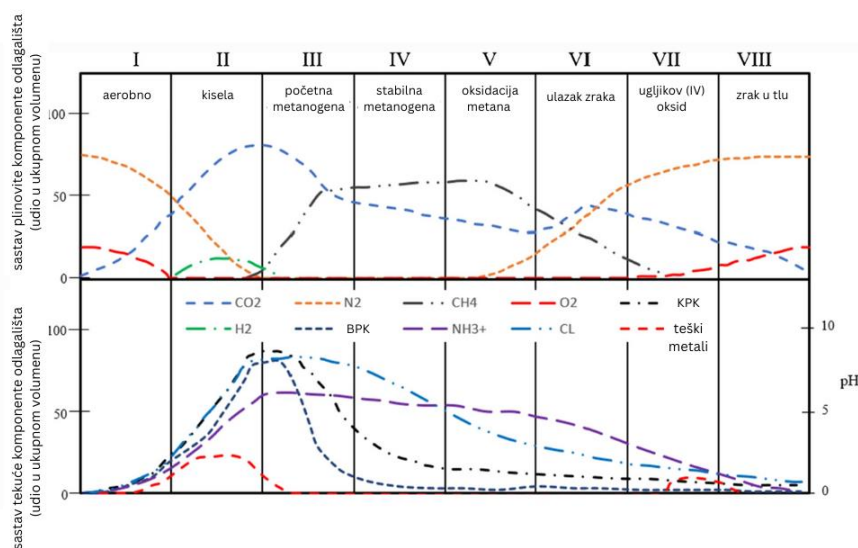 I II III IV V VI VII VIII
aerobno
kisela
početna
metanogena
stabilna
metanogena
oksidacija
metana
ulazak zraka
ugljikov (IV)
oksid
zrak u tlu
sastav plinovite komponente odlagališta
(udio u ukupnom volumenu)
100
50
0
CO2 N2 CH4 O2 KPK
H2 BPK NH3+ CL teški
metali
sastav tekuće komponente odlagališta
(udio u ukupnom volumenu)
100
50
0
10
5
0
pH